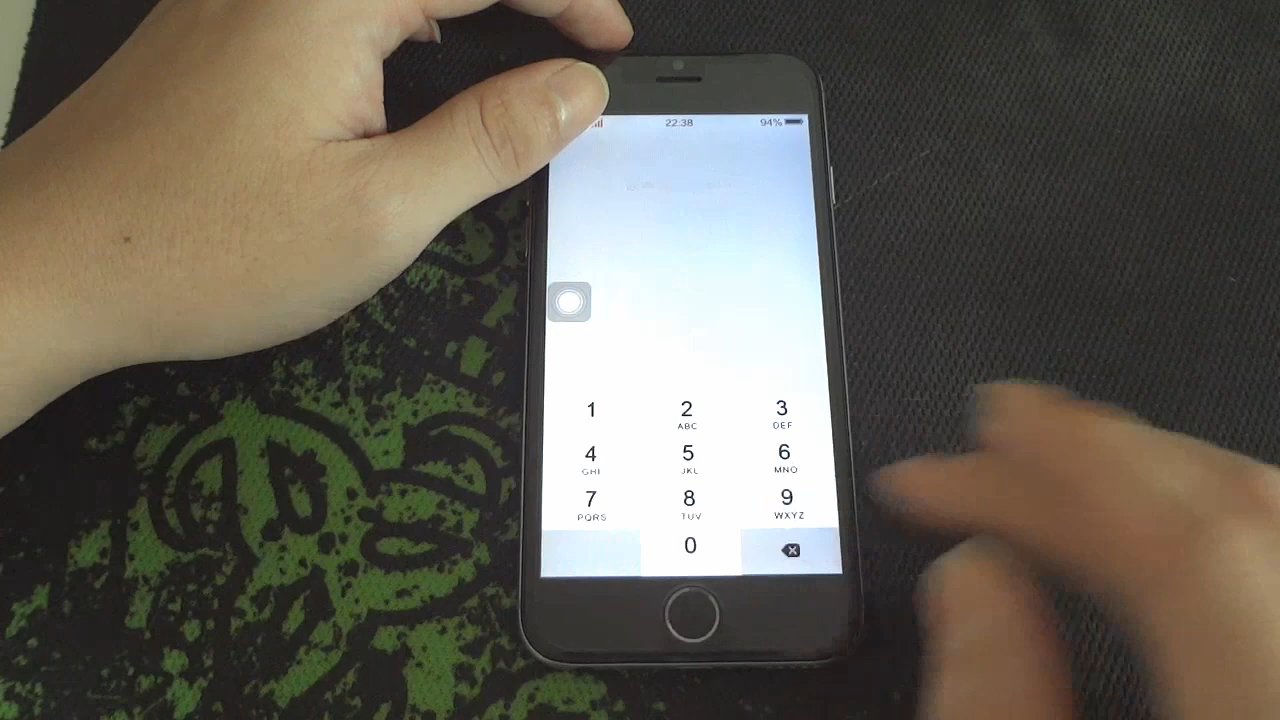 22:38 94%
1 2 3
ABC DEF
4 5 6
GHI JKL MNO
7 8 9
PQRS TUV WXYZ
0